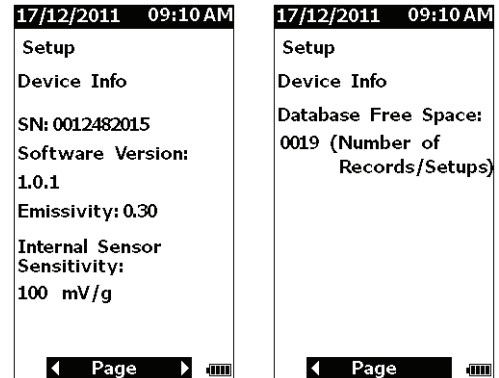 17/12/2011 09:10 AM
Setup
Device Info
SN: 0012482015
Software Version:
1.0.1
Emissivity: 0.30
Internal Sensor
Sensitivity:
100 mV/g
Page
17/12/2011 09:10 AM
Setup
Device Info
Database Free Space:
0019 (Number of
Records/Setups)
Page